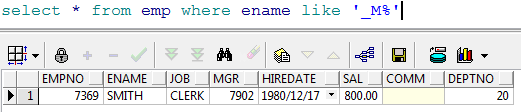 select * from emp where ename like '_M%'
EMPNO ENAME JOB MGR HIREDATE SAL COMM DEPTNO
1 7369 SMITH CLERK 7902 1980/12/17 800.00 20